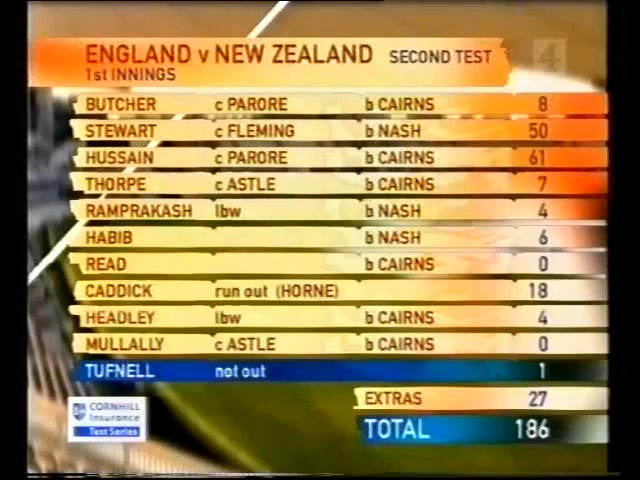 ENGLAND v NEW ZEALAND SECOND TEST 4
1st INNINGS
BUTCHER c PARORE b CAIRNS 8
STEWART c FLEMING b NASH 50
HUSSAIN c PARORE b CAIRNS 61
THORPE c ASTLE b CAIRNS 7
RAMPRAKASH lbw b NASH 4
HABIB b NASH 6
READ b CAIRNS 0
CADDICK run out (HORNE) 18
HEADLEY lbw b CAIRNS 4
MULLALLY c ASTLE b CAIRNS 0
TUFNELL not out 1
EXTRAS 27
TOTAL 186
CORNHILL
Insurance
Test Series